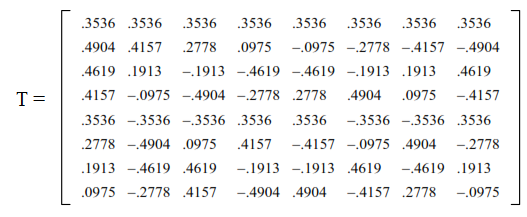 .3536 .3536 .3536 .3536 .3536 .3536 .3536 .3536
.4904 .4157 .2778 .0975 –.0975 –.2778 –.4157 –.4904
.4619 .1913 –.1913 –.4619 –.4619 –.1913 .1913 .4619
T = .4157 –.0975 –.4904 –.2778 .2778 .4904 .0975 –.4157
.3536 –.3536 –.3536 .3536 .3536 –.3536 –.3536 .3536
.2778 –.4904 .0975 .4157 –.4157 –.0975 .4904 –.2778
.1913 –.4619 .4619 –.1913 –.1913 .4619 –.4619 .1913
.0975 –.2778 .4157 –.4904 .4904 –.4157 .2778 –.0975